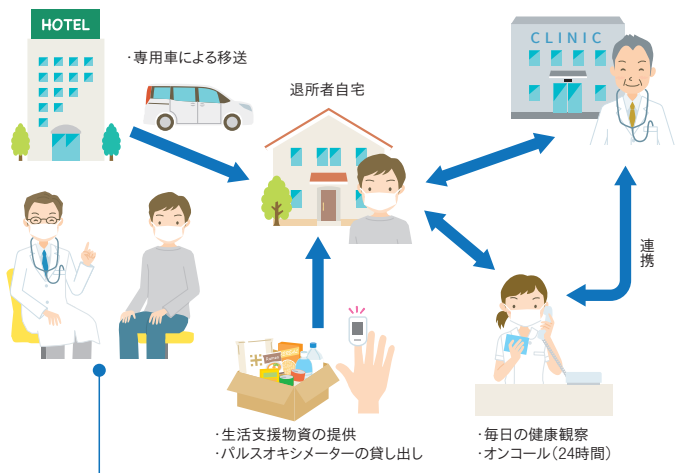 HOTEL
・専用車による移送
退所者自宅
CLINIC
連携
・生活支援物資の提供
・パルスオキシメーターの貸し出し
・毎日の健康観察
・オンコール（24時間）